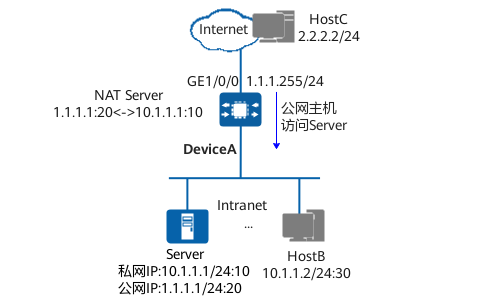 Internet
HostC
2.2.2.2/24
GE1/0/0 1.1.1.255/24
NAT Server
1.1.1.1:20<->10.1.1.1:10
公网主机
访问Server
DeviceA
Intranet
...
Server
私网IP:10.1.1.1/24:10
公网IP:1.1.1.1/24:20
HostB
10.1.1.2/24:30